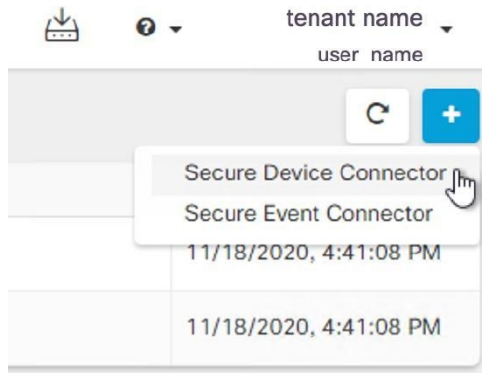 tenant name
user name
Secure Device Connector
Secure Event Connector
11/18/2020, 4:41:08 PM
11/18/2020, 4:41:08 PM